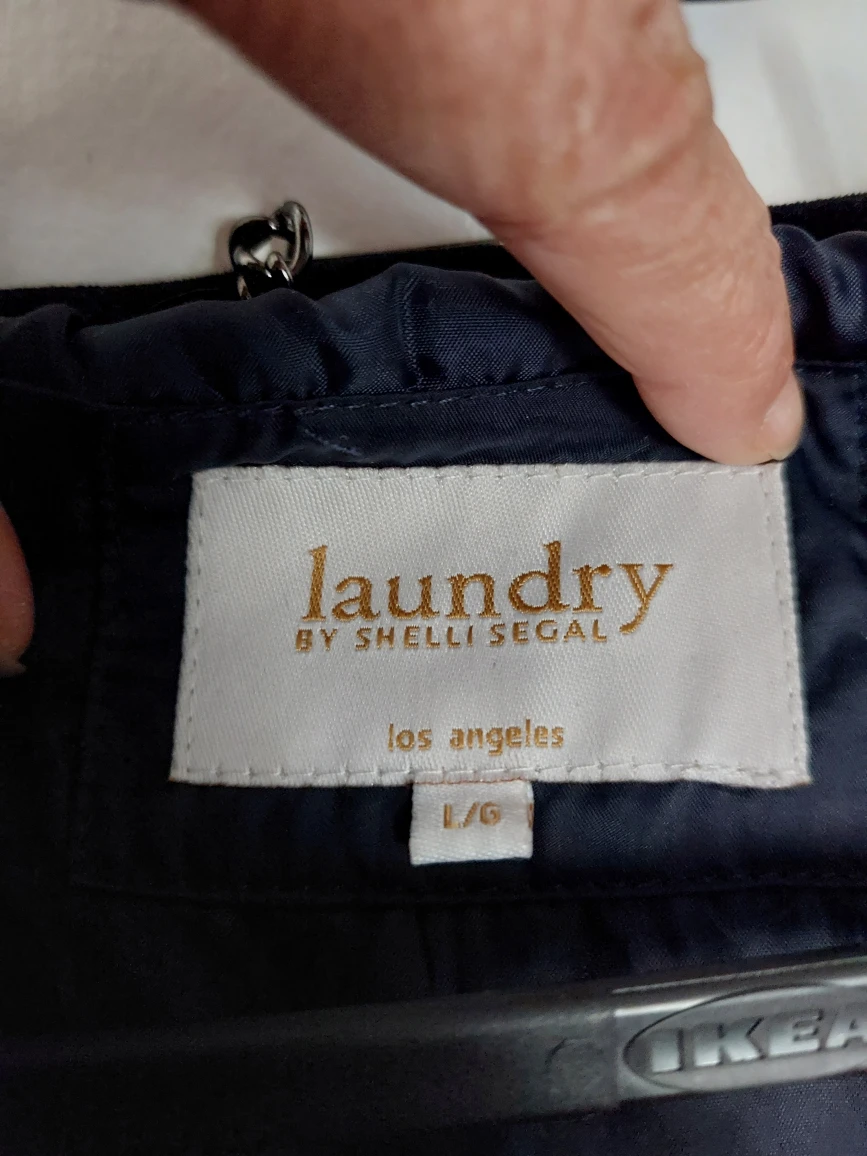 laundry
BY SHELLI SEGAL
los angeles
L/G
IKEA